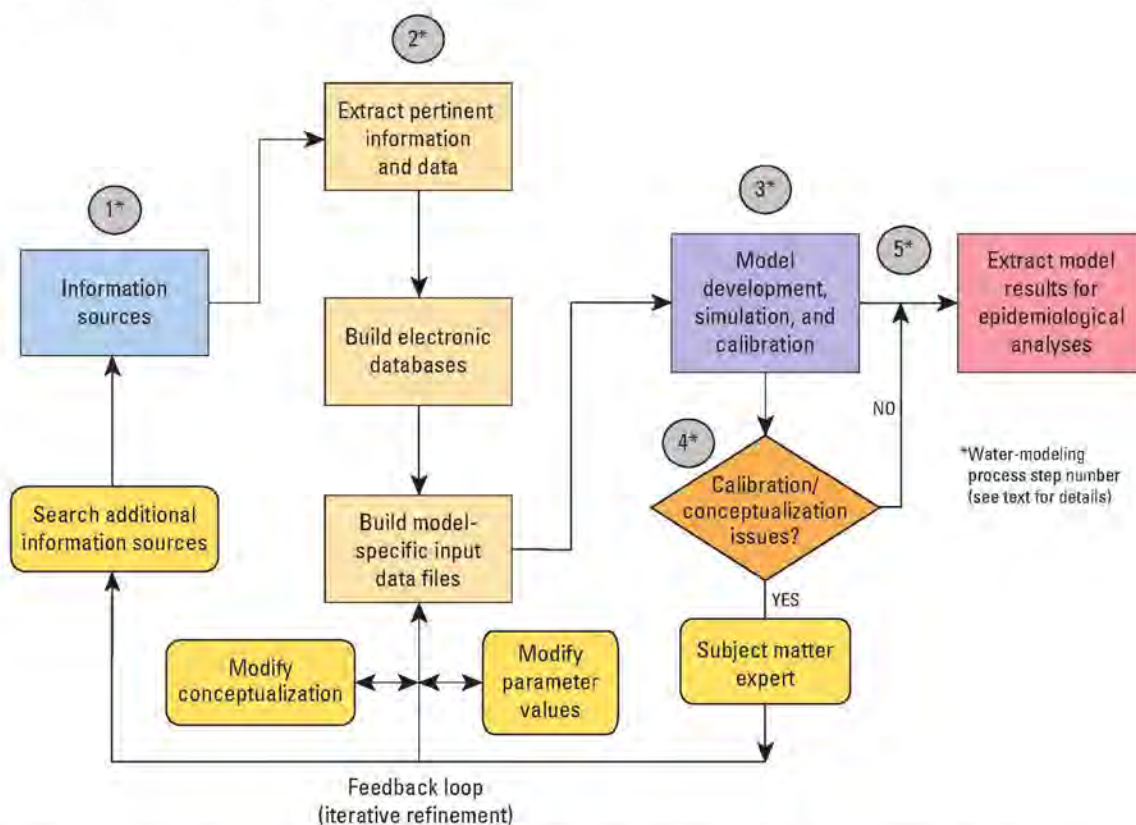 1*
Information
sources
2*
Extract pertinent
information
and data
Build electronic
databases
Build model-
specific input
data files
3*
Model
development,
simulation, and
calibration
5*
Extract model
results for
epidemiological
analyses
NO
4*
Calibration/
conceptualization
issues?
*Water-modeling
process step number
(see text for details)
YES
Subject matter
expert
Search additional
information sources
Modify
conceptualization
Modify
parameter
values
Feedback loop
(iterative refinement)